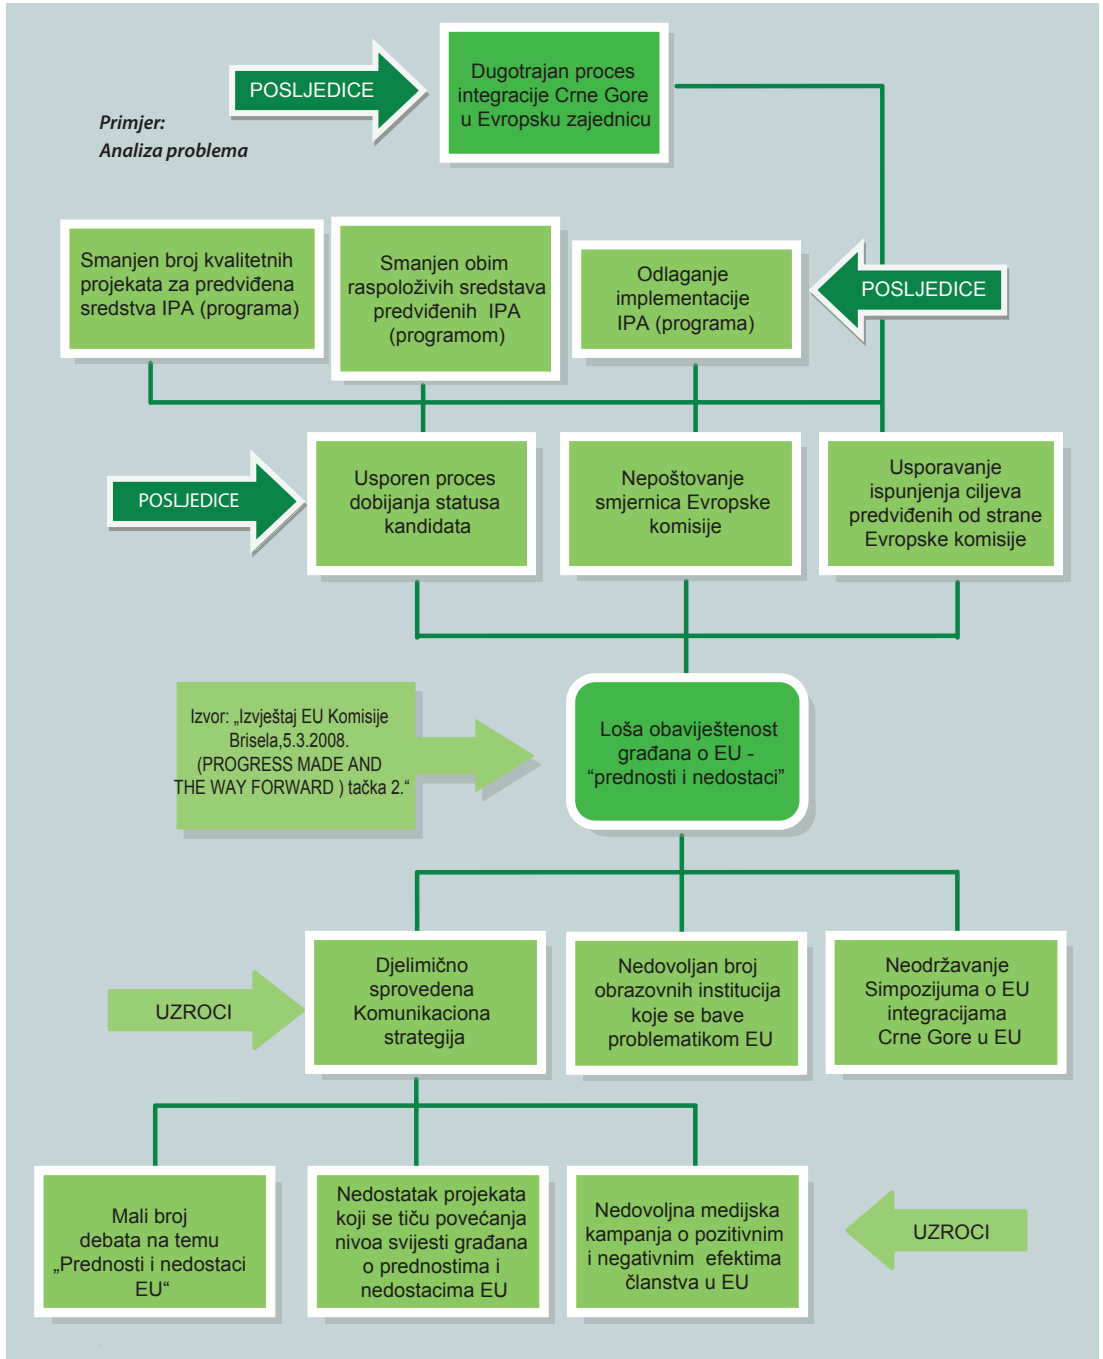 POSLJEDICE
Dugotrajan proces
integracije Crne Gore
u Evropsku zajednicu
Primjer:
Analiza problema
Smanjen broj kvalitetnih
projekata za predviđena
sredstva IPA (programa)
Smanjen obim
raspoloživih sredstava
predviđenih IPA
(programom)
Odlaganje
implementacije
IPA (programa)
POSLJEDICE
POSLJEDICE
Usporen proces
dobijanja statusa
kandidata
Nepoštovanje
smjernica Evropske
komisije
Usporavanje
ispunjenja ciljeva
predviđenih od strane
Evropske komisije
Izvor: „Izvještaj EU Komisije
Brisela,5.3.2008.
(PROGRESS MADE AND
THE WAY FORWARD ) tačka 2.“
Loša obaviještenost
građana o EU -
“prednosti i nedostaci”
UZROCI
Djelimično
sprovedena
Komunikaciona
strategija
Nedovoljan broj
obrazovnih institucija
koje se bave
problematikom EU
Neodržavanje
Simpozijuma o EU
integracijama
Crne Gore u EU
Mali broj
debata na temu
„Prednosti i nedostaci
EU“
Nedostatak projekata
koji se tiču povećanja
nivoa svijesti građana
o prednostima i
nedostacima EU
Nedovoljna medijska
kampanja o pozitivnim
i negativnim efektima
članstva u EU
UZROCI